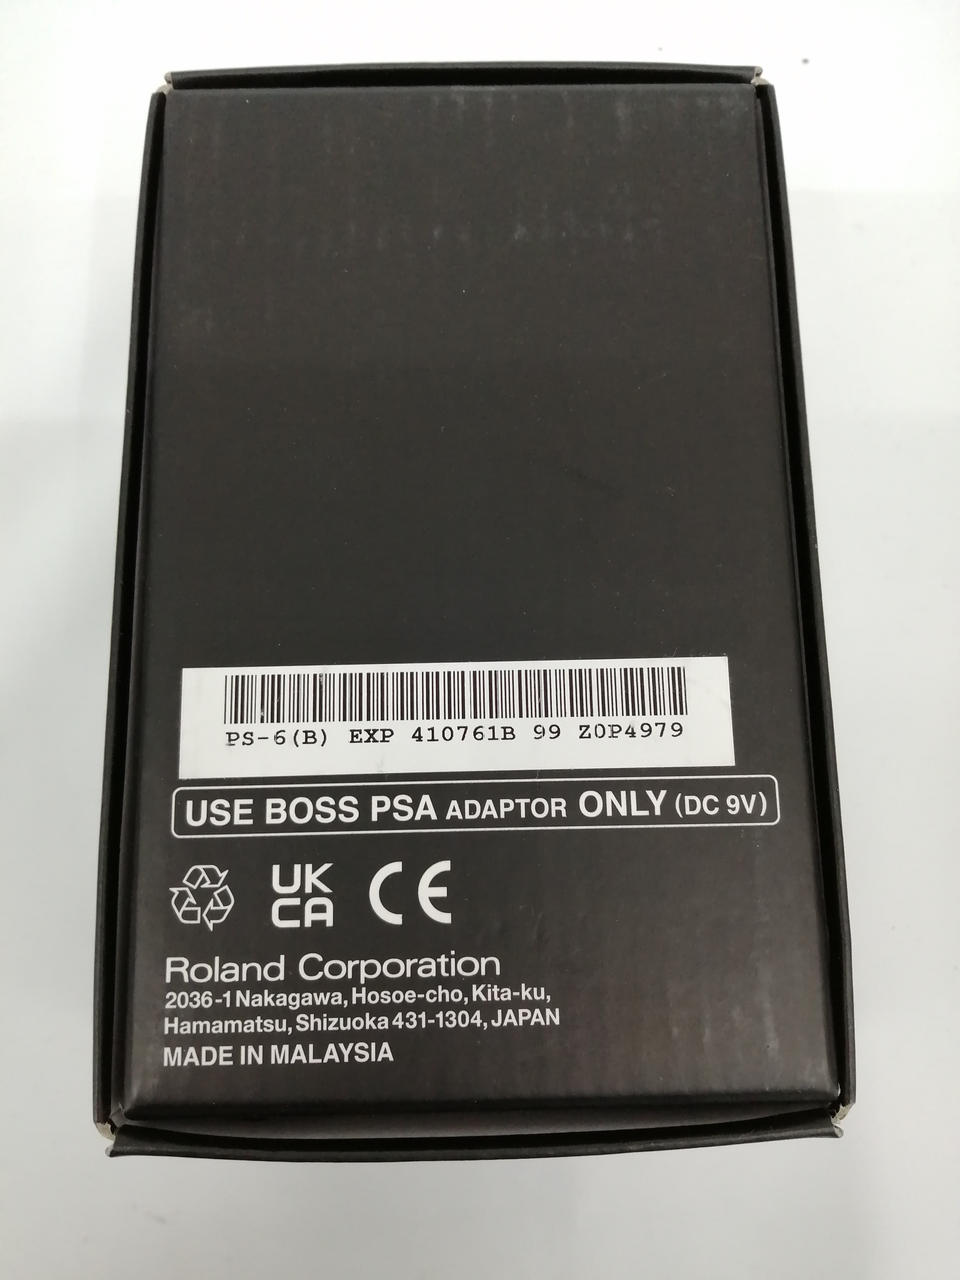 PS-6(B) EXP 410761B 99 Z0P4979
USE BOSS PSA ADAPTOR ONLY (DC 9V)
UK
CA
CE
Roland Corporation
2036-1 Nakagawa, Hosoe-cho, Kita-ku,
Hamamatsu, Shizuoka 431-1304, JAPAN
MADE IN MALAYSIA